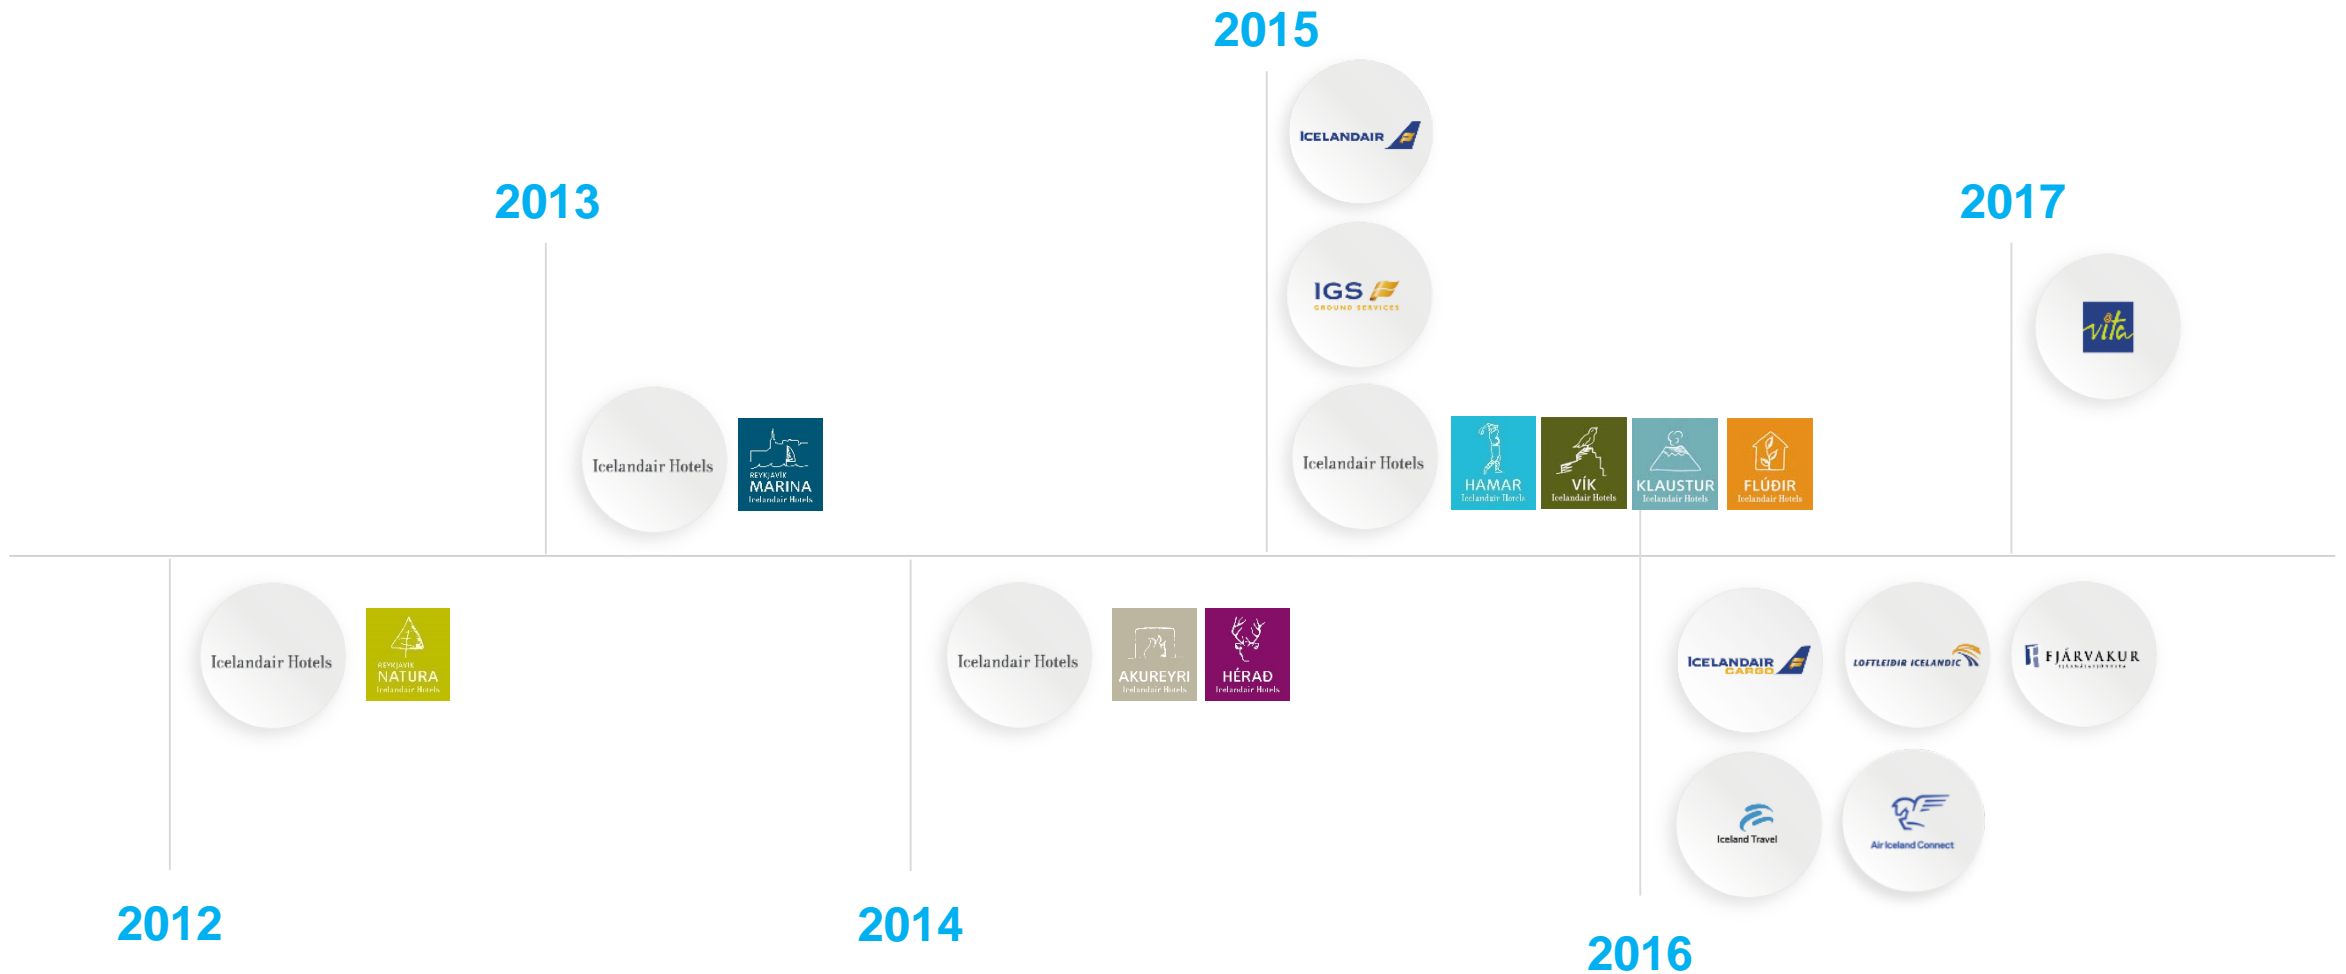 2015
ICELANDAIR
2013
2017
IGS
GROUND SERVICES
vita
Icelandair Hotels
REYKJAVÍK
MARINA
Icelandair Hotels
Icelandair Hotels
HAMAR
Icelandair Hotels
VÍK
Icelandair Hotels
KLAUSTUR
Icelandair Hotels
FLÚÐIR
Icelandair Hotels
Icelandair Hotels
REYKJAVÍK
NATURA
Icelandair Hotels
Icelandair Hotels
AKUREYRI
Icelandair Hotels
HÉRAÐ
Icelandair Hotels
ICELANDAIR
CARGO
LOFTLEIÐIR ICELANDIC
FJÁRVAKUR
Iceland Travel
Air Iceland Connect
2012
2014
2016